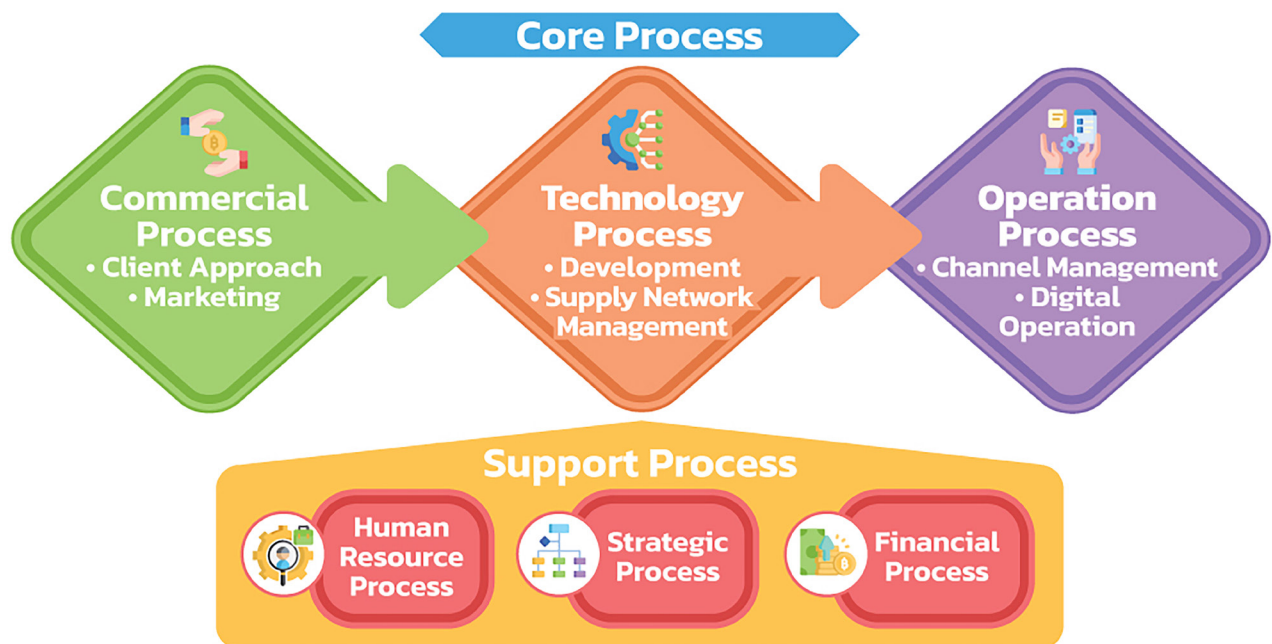 Core Process
Commercial
Process
• Client Approach
• Marketing
Technology
Process
• Development
• Supply Network
Management
Operation
Process
• Channel Management
• Digital
Operation
Support Process
Human
Resource
Process
Strategic
Process
Financial
Process